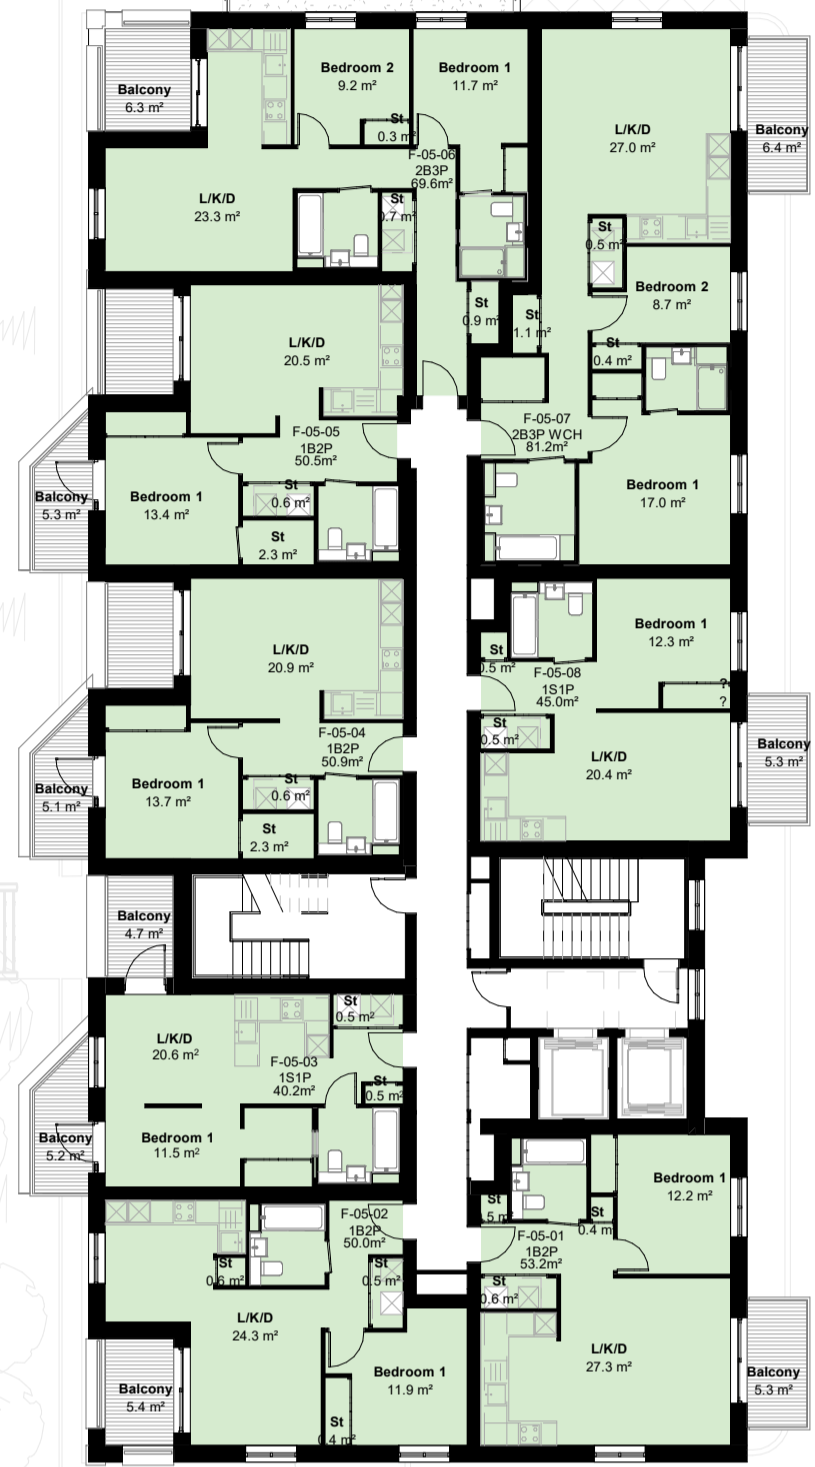 Balcony
6.3 m²
Bedroom 2
9.2 m²
St
0.3 m²
Bedroom 1
11.7 m²
F-05-06
2B3P
69.6m²
L/K/D
23.3 m²
St
0.7 m²
St
0.9 m²
L/K/D
27.0 m²
Balcony
6.4 m²
St
0.5 m²
Bedroom 2
8.7 m²
St
1.1 m²
St
0.4 m²
F-05-07
2B3P WCH
81.2m²
Bedroom 1
17.0 m²
L/K/D
20.5 m²
F-05-05
1B2P
50.5m²
Balcony
5.3 m²
Bedroom 1
13.4 m²
St
0.6 m²
St
2.3 m²
L/K/D
20.9 m²
F-05-04
1B2P
50.9m²
Balcony
5.1 m²
Bedroom 1
13.7 m²
St
0.6 m²
St
2.3 m²
Bedroom 1
12.3 m²
St
0.5 m²
F-05-08
1S1P
45.0m²
?
?
St
0.5 m²
L/K/D
20.4 m²
Balcony
5.3 m²
Balcony
4.7 m²
L/K/D
20.6 m²
St
0.5 m²
F-05-03
1S1P
40.2m²
St
0.5 m²
Balcony
5.2 m²
Bedroom 1
11.5 m²
F-05-02
1B2P
50.0m²
St
0.6 m²
St
0.5 m²
L/K/D
24.3 m²
Balcony
5.4 m²
Bedroom 1
11.9 m²
St
0.4 m²
Bedroom 1
12.2 m²
St
0.5 m²
St
0.4 m²
F-05-01
1B2P
53.2m²
St
0.6 m²
L/K/D
27.3 m²
Balcony
5.3 m²